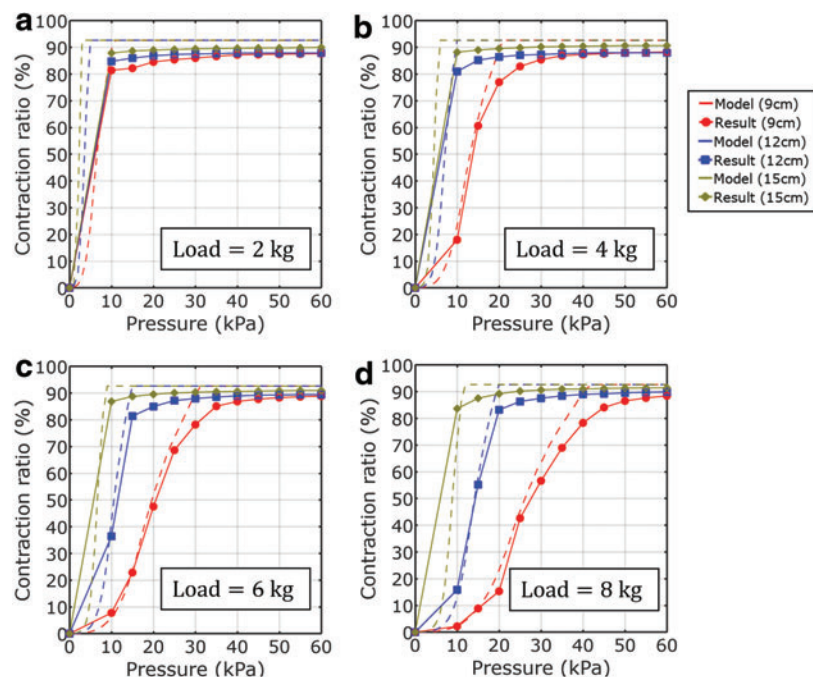 a
Contraction ratio (%)
100
90
80
70
60
50
40
30
20
10
0
Load = 2 kg
0 10 20 30 40 50 60
Pressure (kPa)
b
Contraction ratio (%)
100
90
80
70
60
50
40
30
20
10
0
Load = 4 kg
0 10 20 30 40 50 60
Pressure (kPa)
Model (9cm)
Result (9cm)
Model (12cm)
Result (12cm)
Model (15cm)
Result (15cm)
c
Contraction ratio (%)
100
90
80
70
60
50
40
30
20
10
0
Load = 6 kg
0 10 20 30 40 50 60
Pressure (kPa)
d
Contraction ratio (%)
100
90
80
70
60
50
40
30
20
10
0
Load = 8 kg
0 10 20 30 40 50 60
Pressure (kPa)